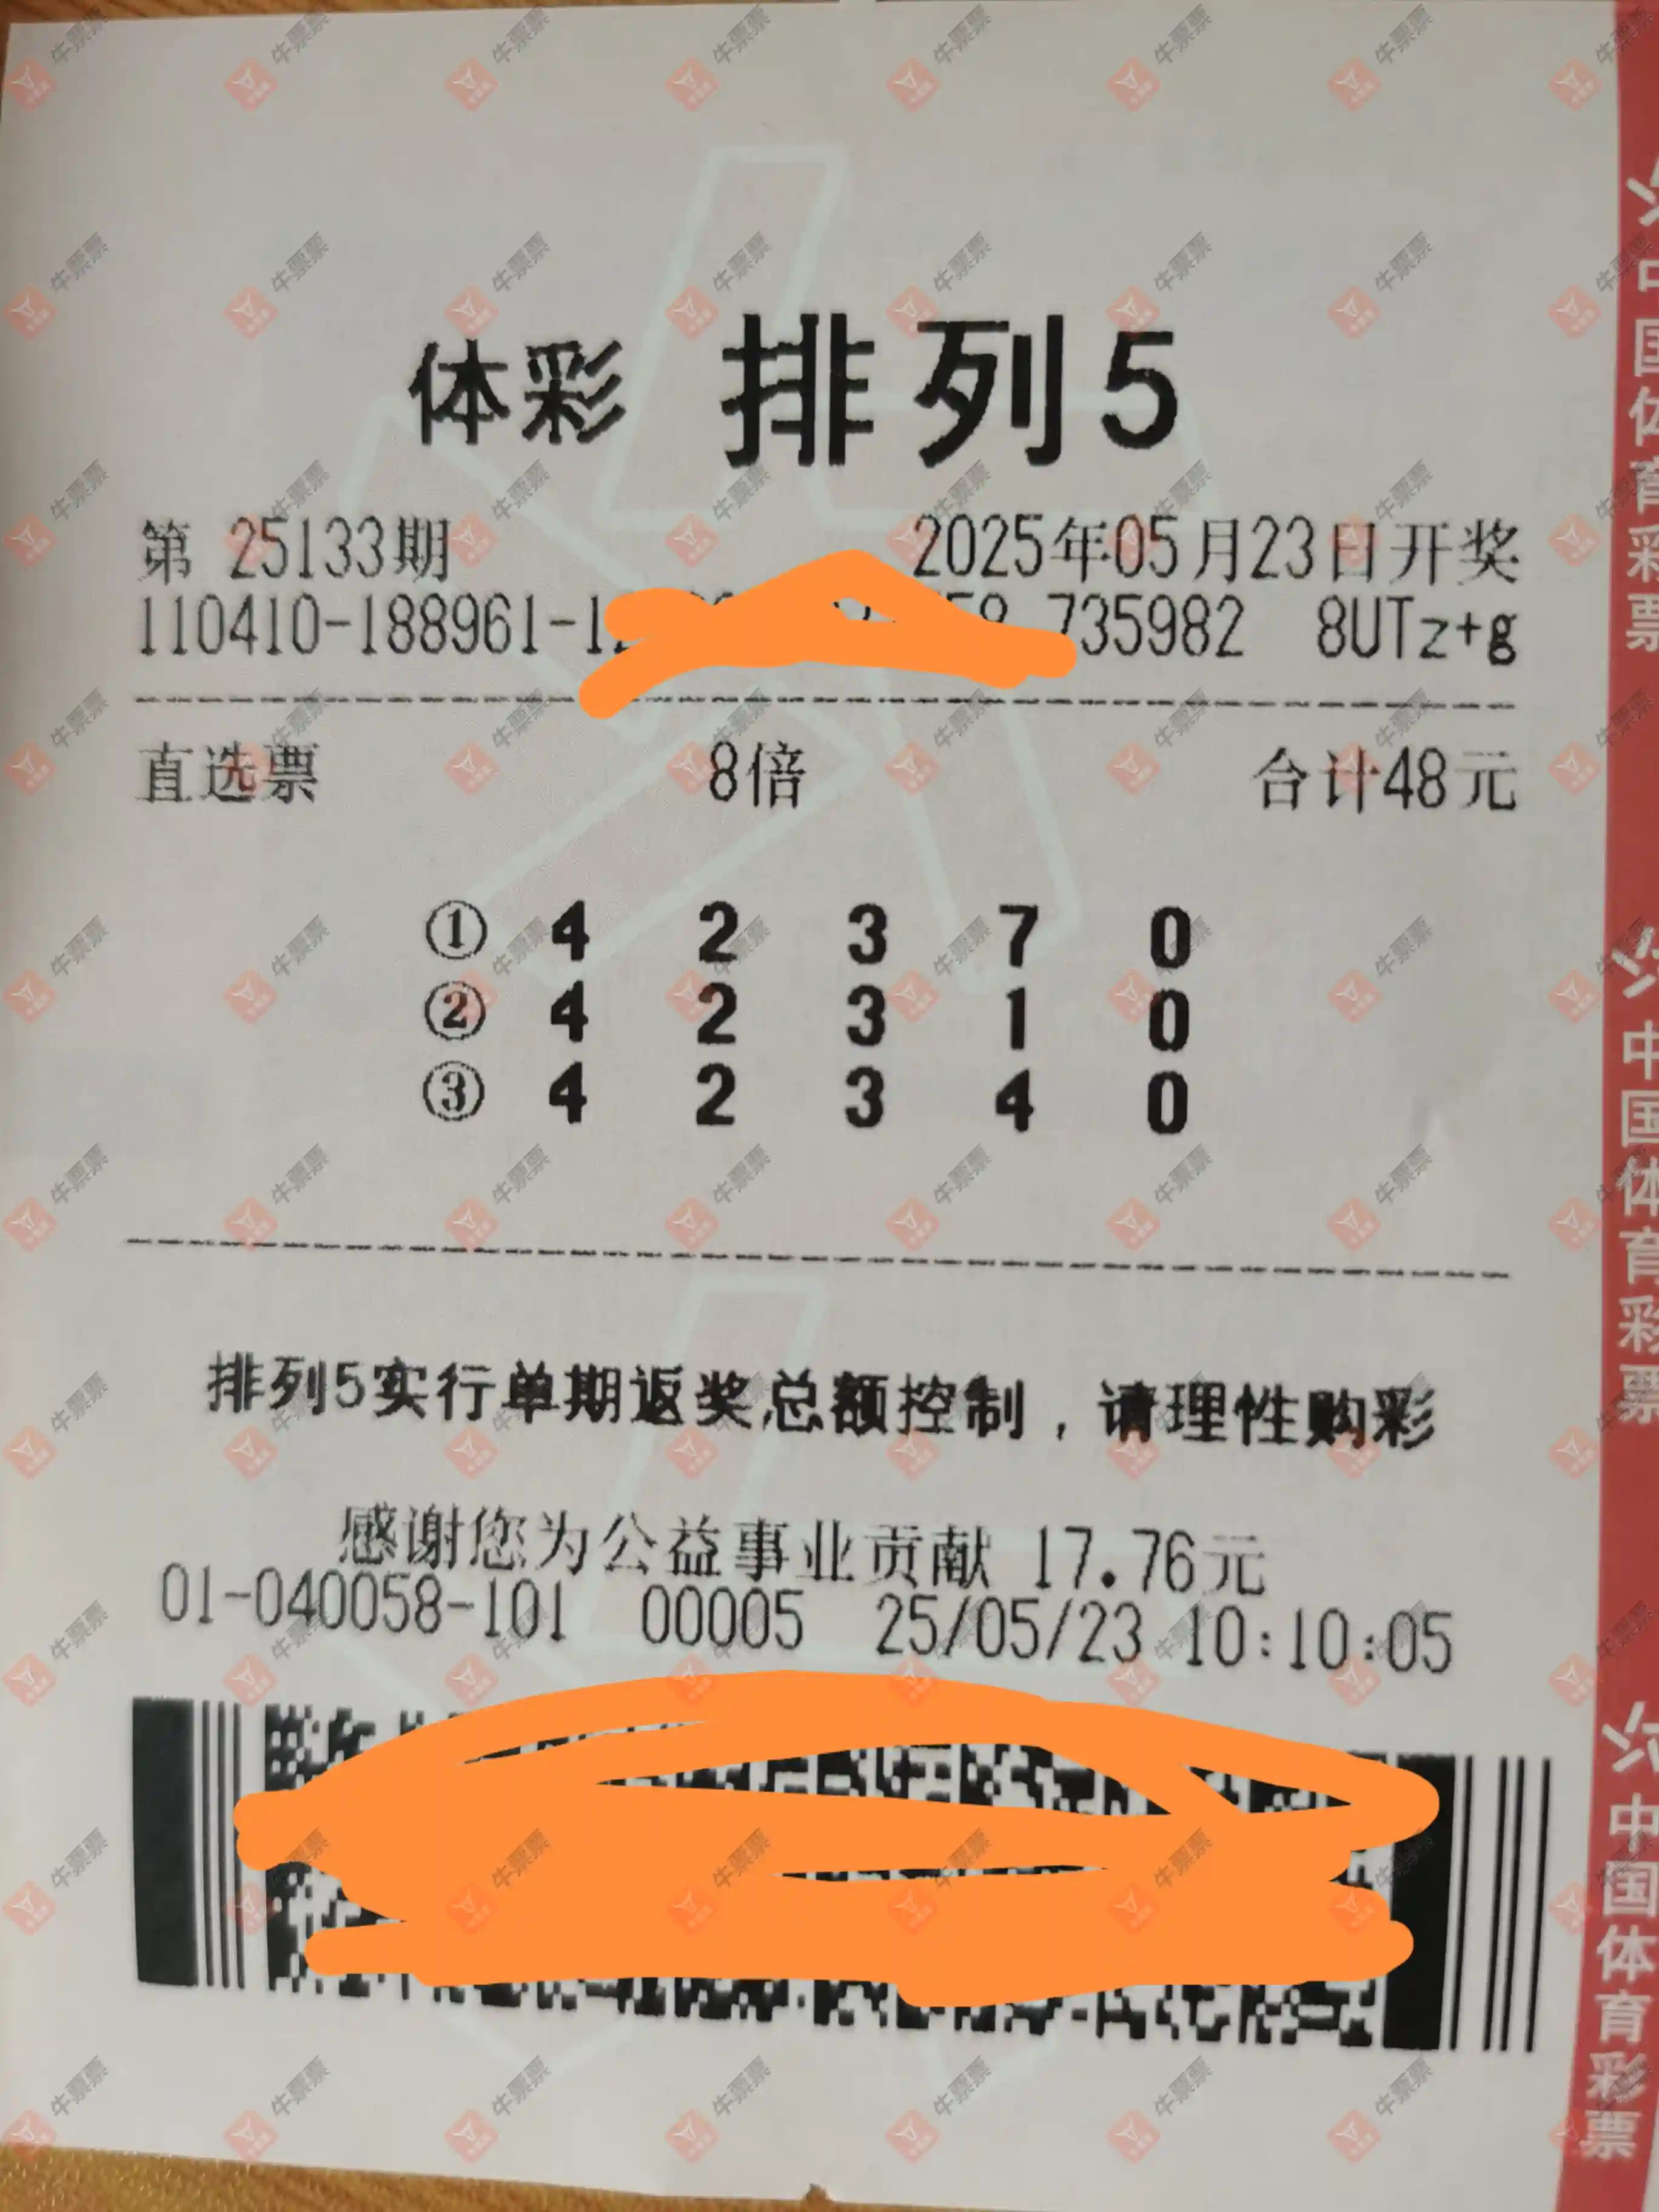 体彩 排列5
第 25133期 2025年05月23日开奖
110410-188961-1 735982 8UTz+g
直选票 8倍 合计48元
① 4 2 3 7 0
② 4 2 3 1 0
③ 4 2 3 4 0
排列5实行单期返奖总额控制，请理性购彩
感谢您为公益事业贡献 17.76元
01-040058-101 00005 25/05/23 10:10:05
中国体育彩票
中国体育彩票
中国体育彩票
牛票票